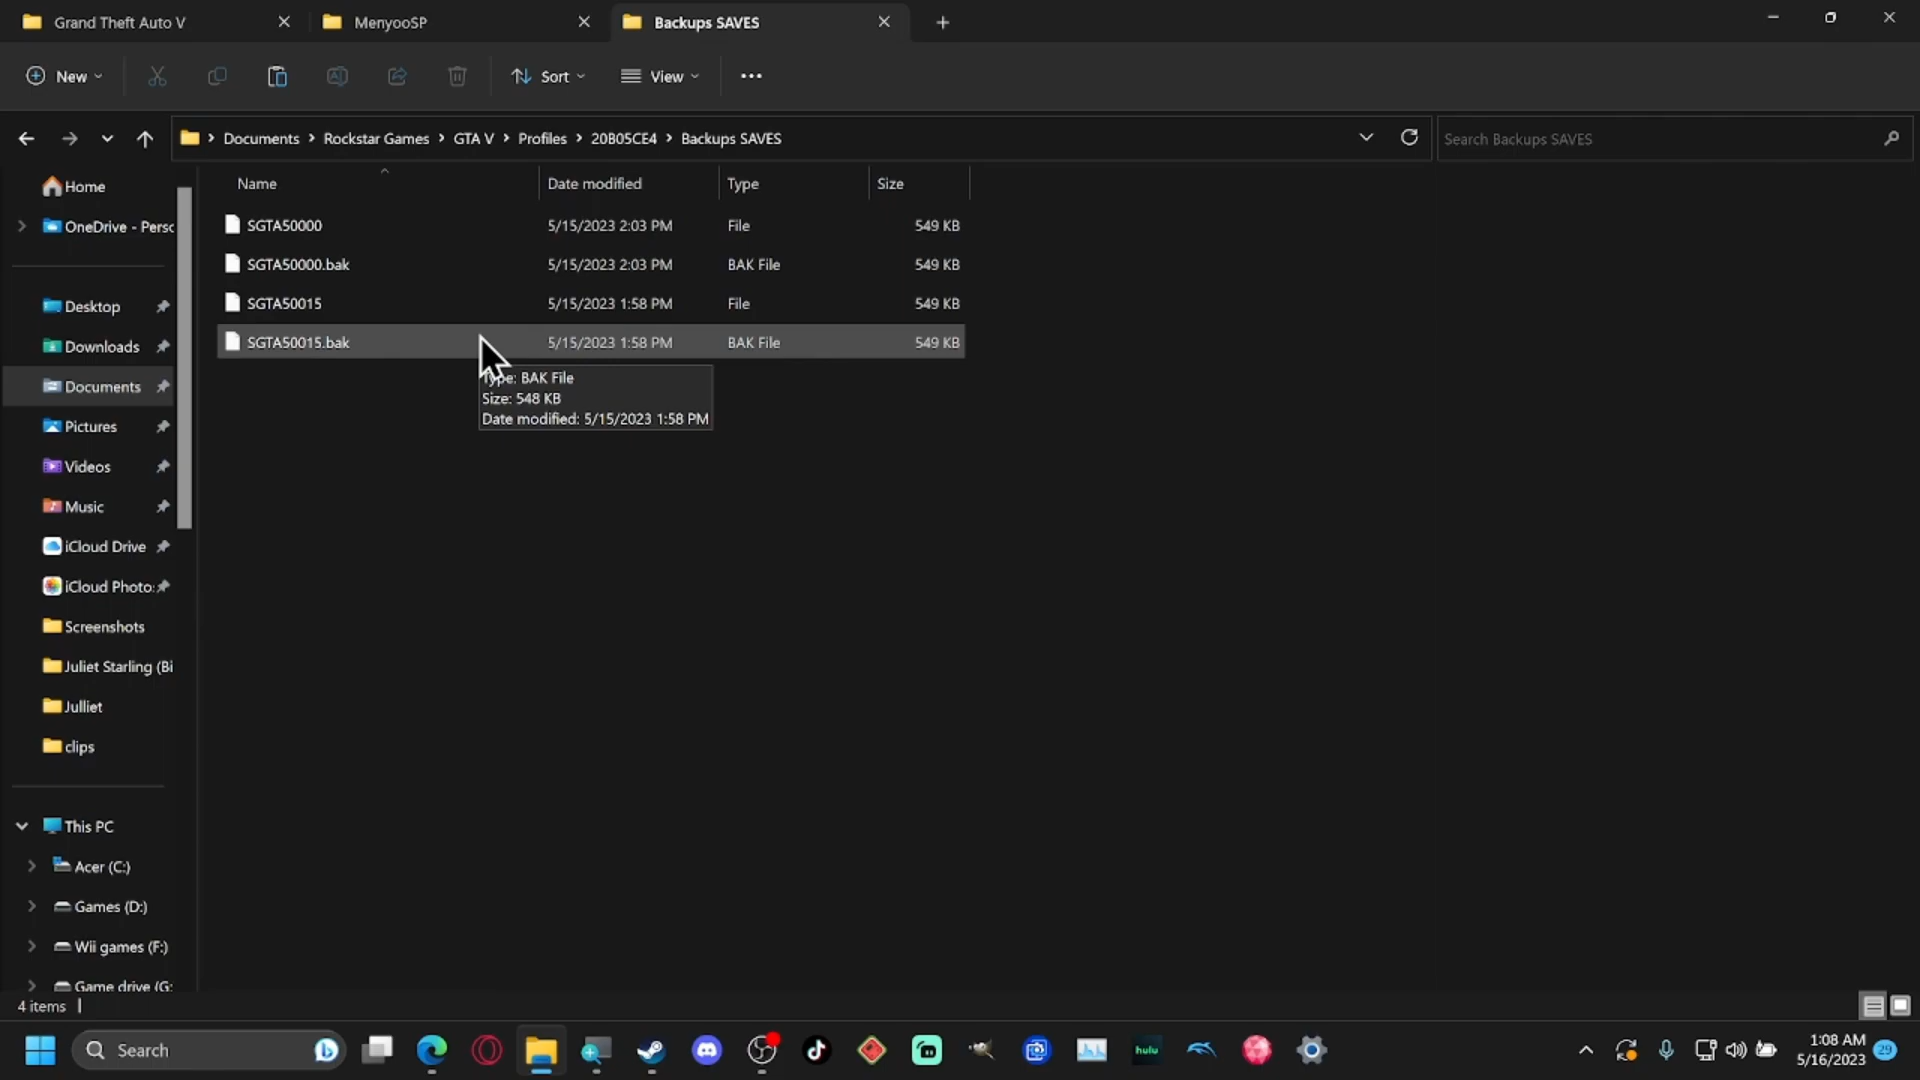 Grand Theft Auto V
MenyooSP
Backups SAVES
New
Sort
View
Documents > Rockstar Games > GTA V > Profiles > 20B05CE4 > Backups SAVES
Search Backups SAVES
Name Date modified Type Size
SGTA50000 5/15/2023 2:03 PM File 549 KB
SGTA50000.bak 5/15/2023 2:03 PM BAK File 549 KB
SGTA50015 5/15/2023 1:58 PM File 549 KB
SGTA50015.bak 5/15/2023 1:58 PM BAK File 549 KB
Type: BAK File
Size: 548 KB
Date modified: 5/15/2023 1:58 PM
Home
OneDrive - Perso
Desktop
Downloads
Documents
Pictures
Videos
Music
iCloud Drive
iCloud Photo:
Screenshots
Juliet Starling (Bi
Julliet
clips
This PC
Acer (C:)
Games (D:)
Wii games (F:)
Game drive (G:
4 items
Search
hulu
1:08 AM
5/16/2023
29